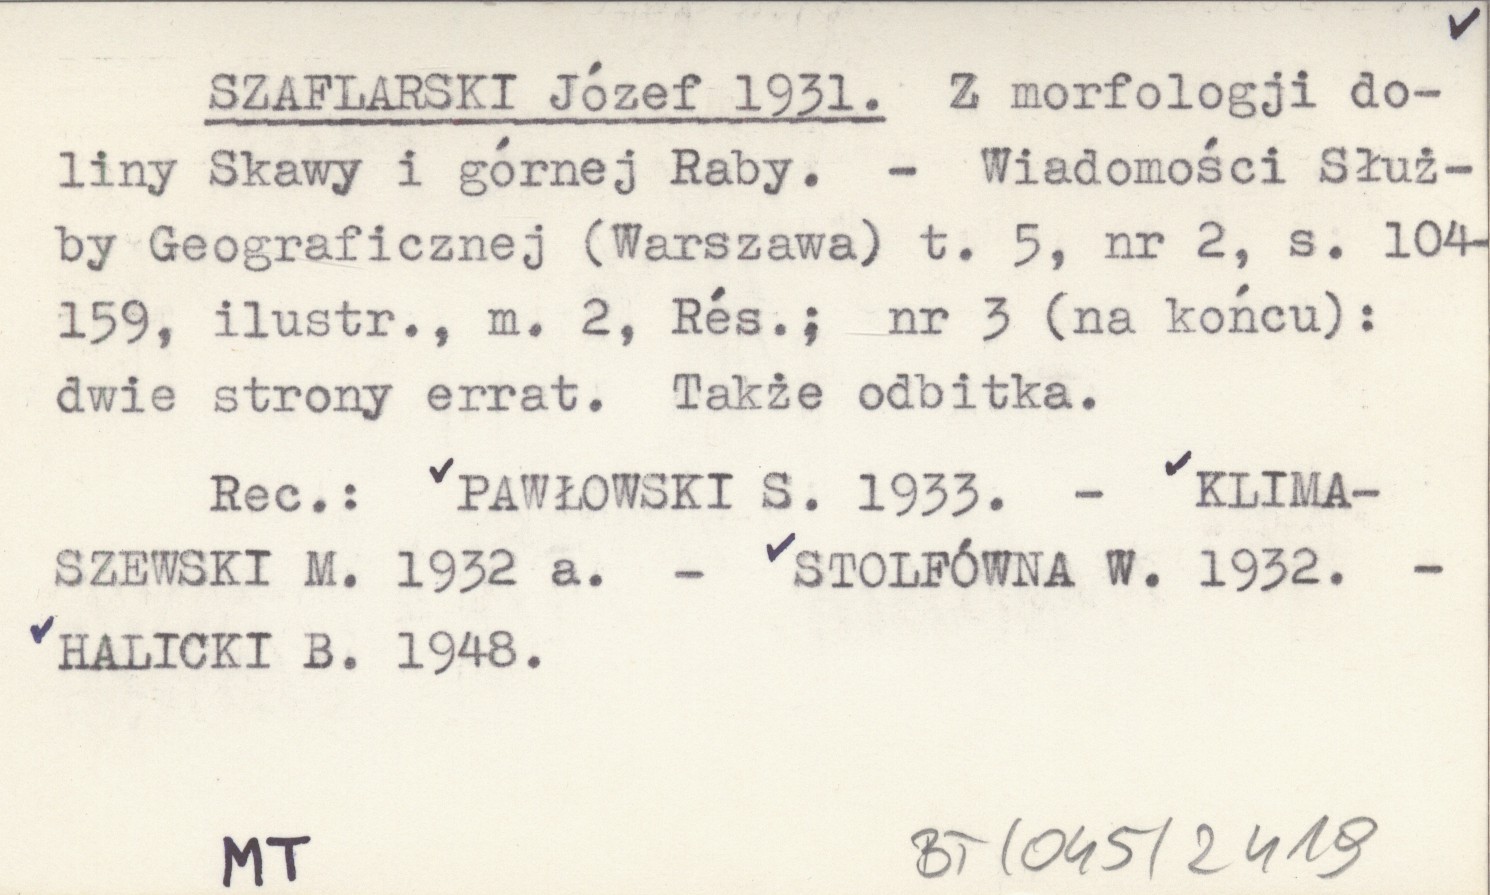 ✓
SZAFLARSKI Józef 1931. Z morfologji do-
liny Skawy i górnej Raby. - Wiadomości Służ-
by Geograficznej (Warszawa) t. 5, nr 2, s. 104-
159, ilustr., m. 2, Rés.; nr 3 (na końcu):
dwie strony errat. Także odbitka.
Rec.: ✓PAWŁOWSKI S. 1933. - ✓KLIMA-
SZEWSKI M. 1932 a. - ✓STOLFÓWNA W. 1932. -
✓HALICKI B. 1948.
MT BT/045/2419